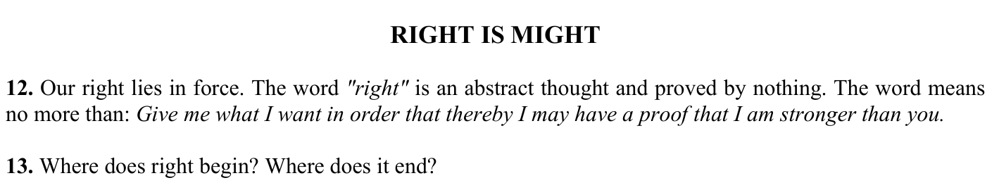 RIGHT IS MIGHT
12. Our right lies in force. The word "right" is an abstract thought and proved by nothing. The word means
no more than: Give me what I want in order that thereby I may have a proof that I am stronger than you.
13. Where does right begin? Where does it end?